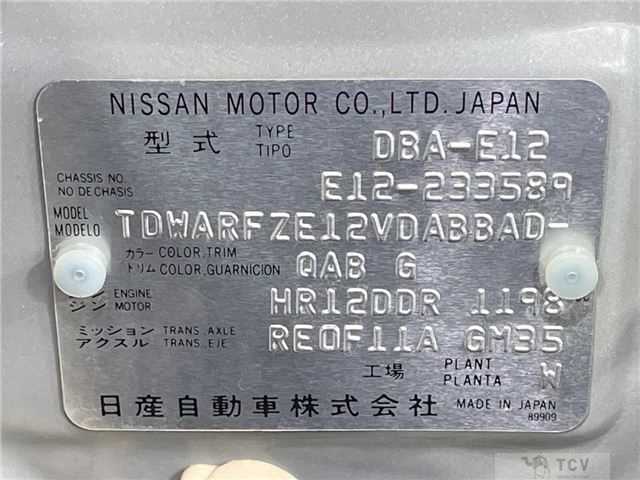 NISSAN MOTOR CO.,LTD. JAPAN
型式 TYPE TIPO DBA-E12
CHASSIS NO. NO DE CHASIS E12-233589
MODEL MODELO TDWARFZE12VDABBAD-
カラー COLOR,TRIM
トリム COLOR,GUARNICION QAB G
ENGINE
ジン MOTOR HR12DDR 1198 cc
ミッション TRANS. AXLE
アクスル TRANS. EJE RE0F11A GM35
工場 PLANT PLANTA W
日産自動車株式会社 MADE IN JAPAN
89909
TCV